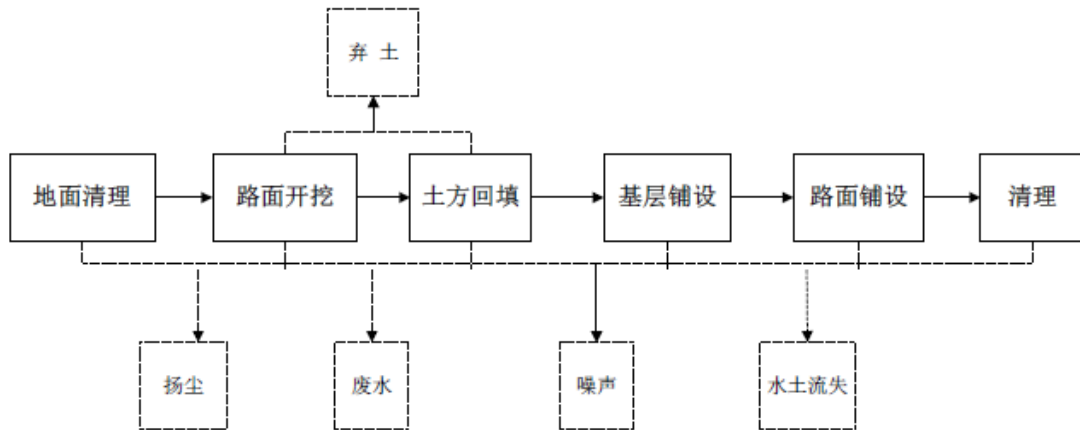 弃 土
地面清理
路面开挖
土方回填
基层铺设
路面铺设
清理
扬尘
废水
噪声
水土流失